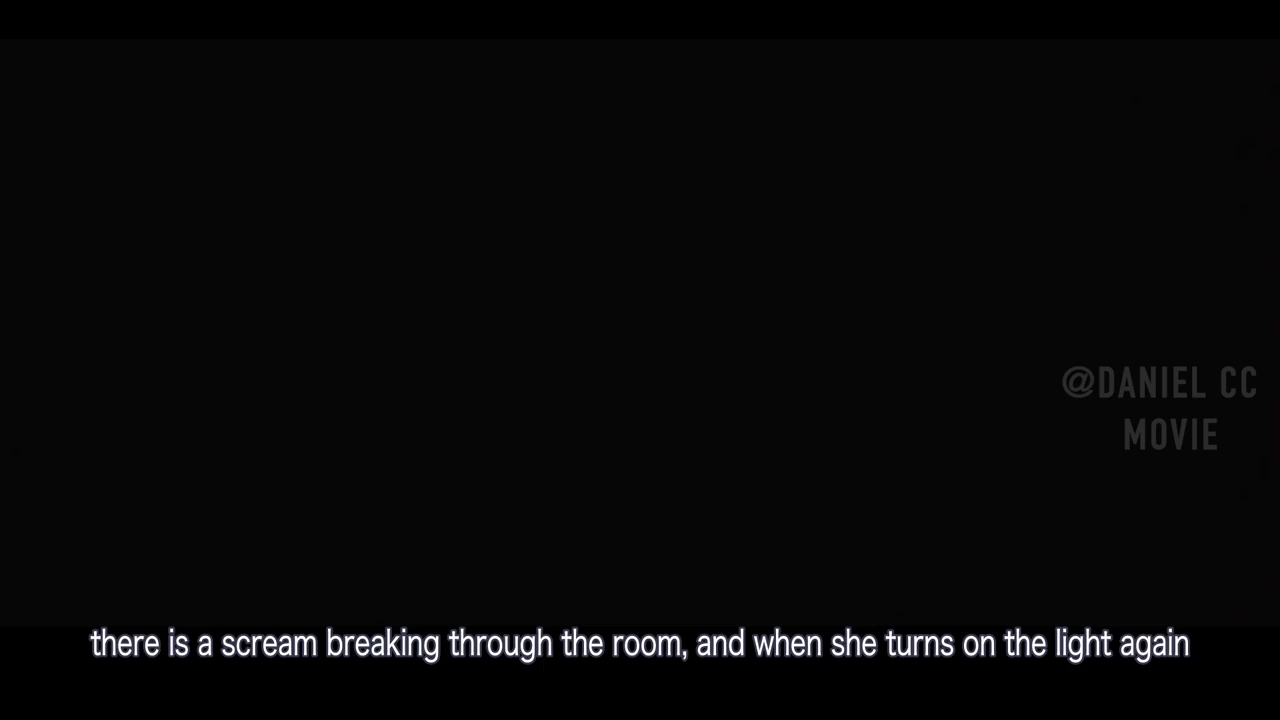 @DANIEL CC
MOVIE
there is a scream breaking through the room, and when she turns on the light again